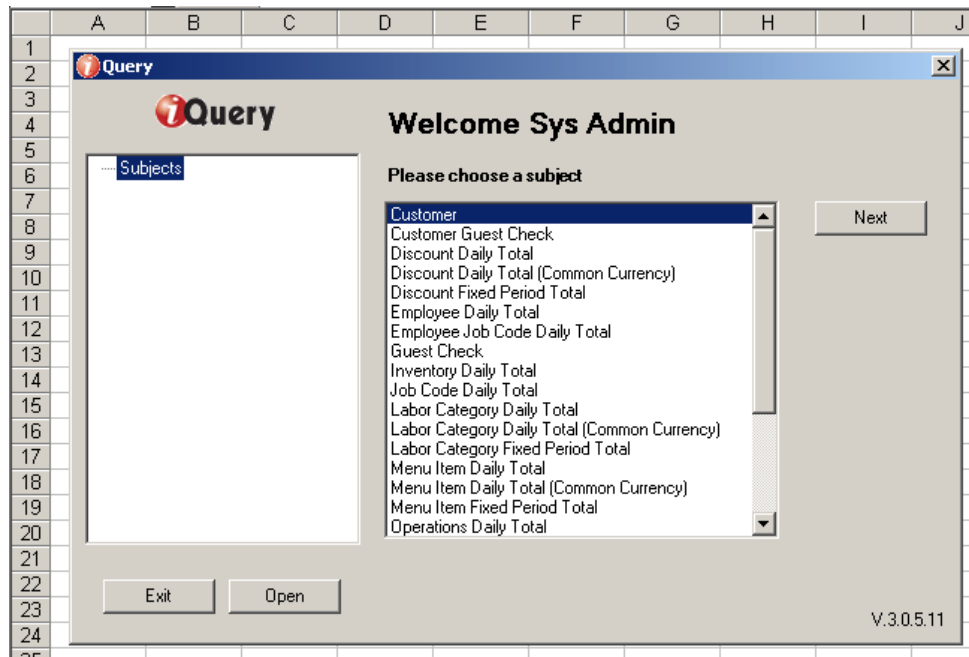 A B C D E F G H I J
1
2
3
4
5
6
7
8
9
10
11
12
13
14
15
16
17
18
19
20
21
22
23
24
25
iQuery
iQuery
Welcome Sys Admin
Subjects
Please choose a subject
Customer
Customer Guest Check
Discount Daily Total
Discount Daily Total (Common Currency)
Discount Fixed Period Total
Employee Daily Total
Employee Job Code Daily Total
Guest Check
Inventory Daily Total
Job Code Daily Total
Labor Category Daily Total
Labor Category Daily Total (Common Currency)
Labor Category Fixed Period Total
Menu Item Daily Total
Menu Item Daily Total (Common Currency)
Menu Item Fixed Period Total
Operations Daily Total
Next
Exit
Open
V.3.0.5.11